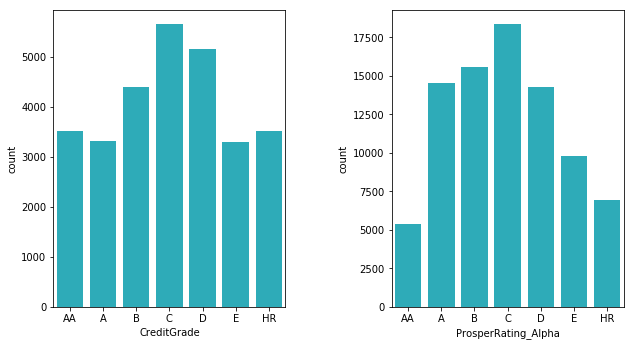 5000
4000
3000
2000
1000
0
count
AA A B C D E HR
CreditGrade
17500
15000
12500
10000
7500
5000
2500
0
count
AA A B C D E HR
ProsperRating_Alpha